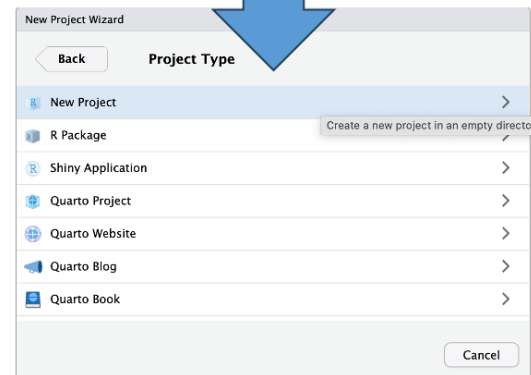 New Project Wizard
Back
Project Type
New Project
Create a new project in an empty directo
R Package
R Shiny Application
Quarto Project
Quarto Website
Quarto Blog
Quarto Book
Cancel